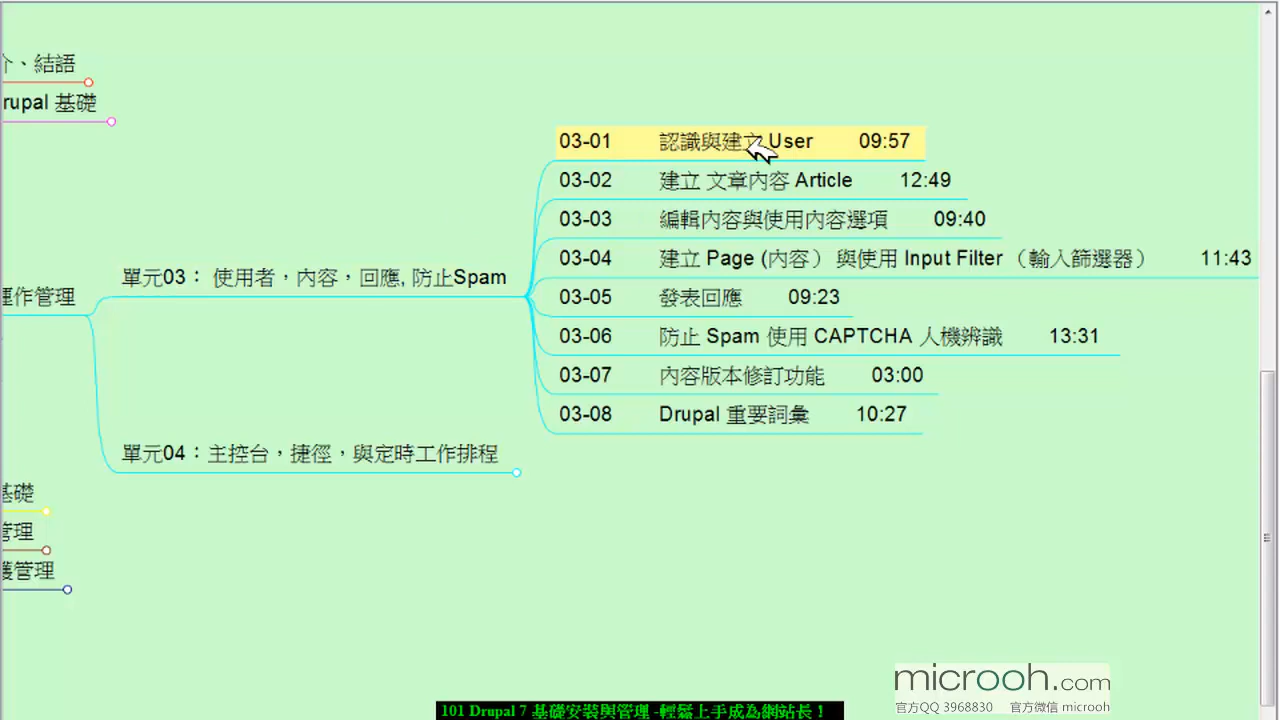 、結語
rupal 基礎
03-01 認識與建立 User 09:57
03-02 建立 文章內容 Article 12:49
03-03 編輯內容與使用內容選項 09:40
單元03： 使用者，內容，回應, 防止Spam
03-04 建立 Page (內容） 與使用 Input Filter （輸入篩選器） 11:43
運作管理
03-05 發表回應 09:23
03-06 防止 Spam 使用 CAPTCHA 人機辨識 13:31
03-07 內容版本修訂功能 03:00
03-08 Drupal 重要詞彙 10:27
單元04：主控台，捷徑，與定時工作排程
基礎
管理
護管理
microoh.com
官方QQ 3968830 官方微信 microoh
101 Drupal 7 基礎安裝與管理 -輕鬆上手成為網站長！